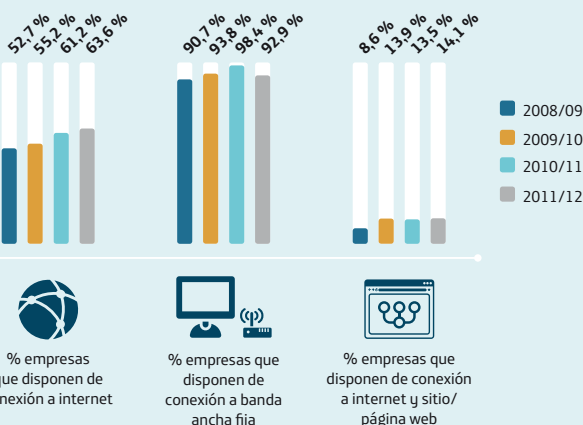 52,7 % 55,2 % 61,2 % 63,6 %
90,7 % 93,8 % 98,4 % 92,9 %
8,6 % 13,9 % 13,5 % 14,1 %
2008/09
2009/10
2010/11
2011/12
% empresas
ue disponen de
nexión a internet
% empresas que
disponen de
conexión a banda
ancha fija
% empresas que
disponen de conexión
a internet y sitio/
página web